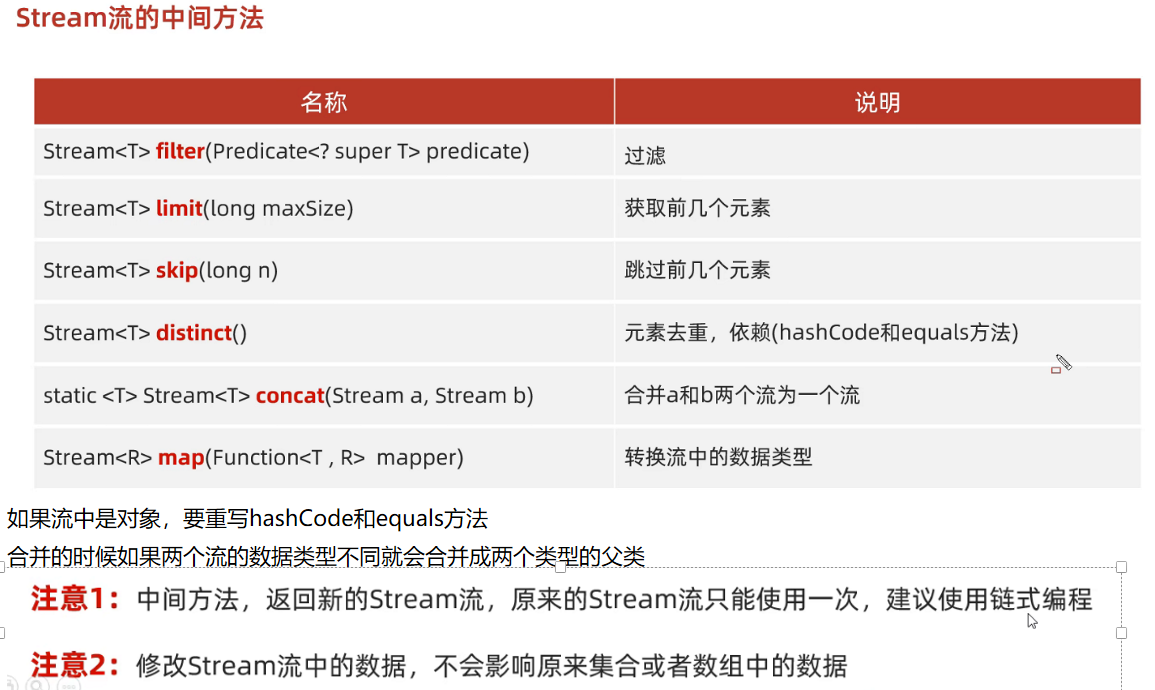 Stream流的中间方法
名称 说明
Stream<T> filter(Predicate<? super T> predicate) 过滤
Stream<T> limit(long maxSize) 获取前几个元素
Stream<T> skip(long n) 跳过前几个元素
Stream<T> distinct() 元素去重，依赖(hashCode和equals方法)
static <T> Stream<T> concat(Stream a, Stream b) 合并a和b两个流为一个流
Stream<R> map(Function<T , R> mapper) 转换流中的数据类型
如果流中是对象，要重写hashCode和equals方法
合并的时候如果两个流的数据类型不同就会合并成两个类型的父类
注意1：中间方法，返回新的Stream流，原来的Stream流只能使用一次，建议使用链式编程
注意2：修改Stream流中的数据，不会影响原来集合或者数组中的数据